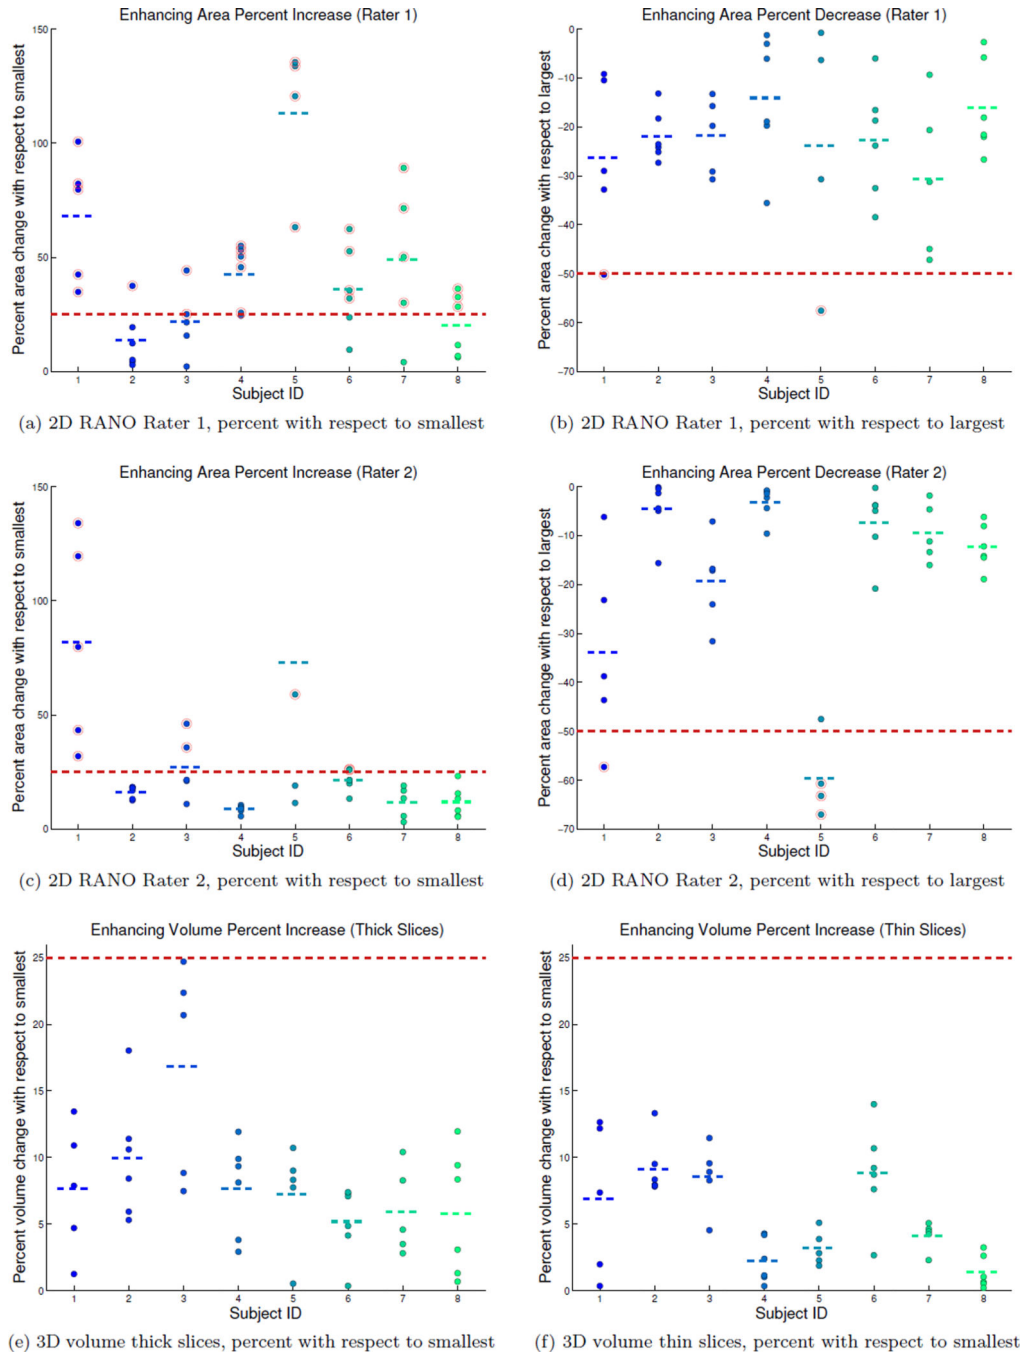 Enhancing Area Percent Increase (Rater 1)
Percent area change with respect to smallest
150
100
50
0
1 2 3 4 5 6 7 8
Subject ID
(a) 2D RANO Rater 1, percent with respect to smallest
Enhancing Area Percent Decrease (Rater 1)
Percent area change with respect to largest
0
−10
−20
−30
−40
−50
−60
−70
1 2 3 4 5 6 7 8
Subject ID
(b) 2D RANO Rater 1, percent with respect to largest
Enhancing Area Percent Increase (Rater 2)
Percent area change with respect to smallest
150
100
50
0
1 2 3 4 5 6 7 8
Subject ID
(c) 2D RANO Rater 2, percent with respect to smallest
Enhancing Area Percent Decrease (Rater 2)
Percent area change with respect to largest
0
−10
−20
−30
−40
−50
−60
−70
1 2 3 4 5 6 7 8
Subject ID
(d) 2D RANO Rater 2, percent with respect to largest
Enhancing Volume Percent Increase (Thick Slices)
Percent volume change with respect to smallest
25
20
15
10
5
0
1 2 3 4 5 6 7 8
Subject ID
(e) 3D volume thick slices, percent with respect to smallest
Enhancing Volume Percent Increase (Thin Slices)
Percent volume change with respect to smallest
25
20
15
10
5
0
1 2 3 4 5 6 7 8
Subject ID
(f) 3D volume thin slices, percent with respect to smallest